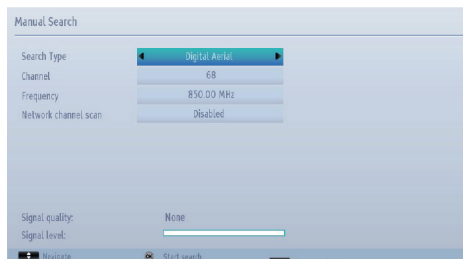 Manual Search
Search Type Digital Aerial
Channel 68
Frequency 850.00 MHz
Network channel scan Disabled
Signal quality: None
Signal level:
Navigate OK Start search